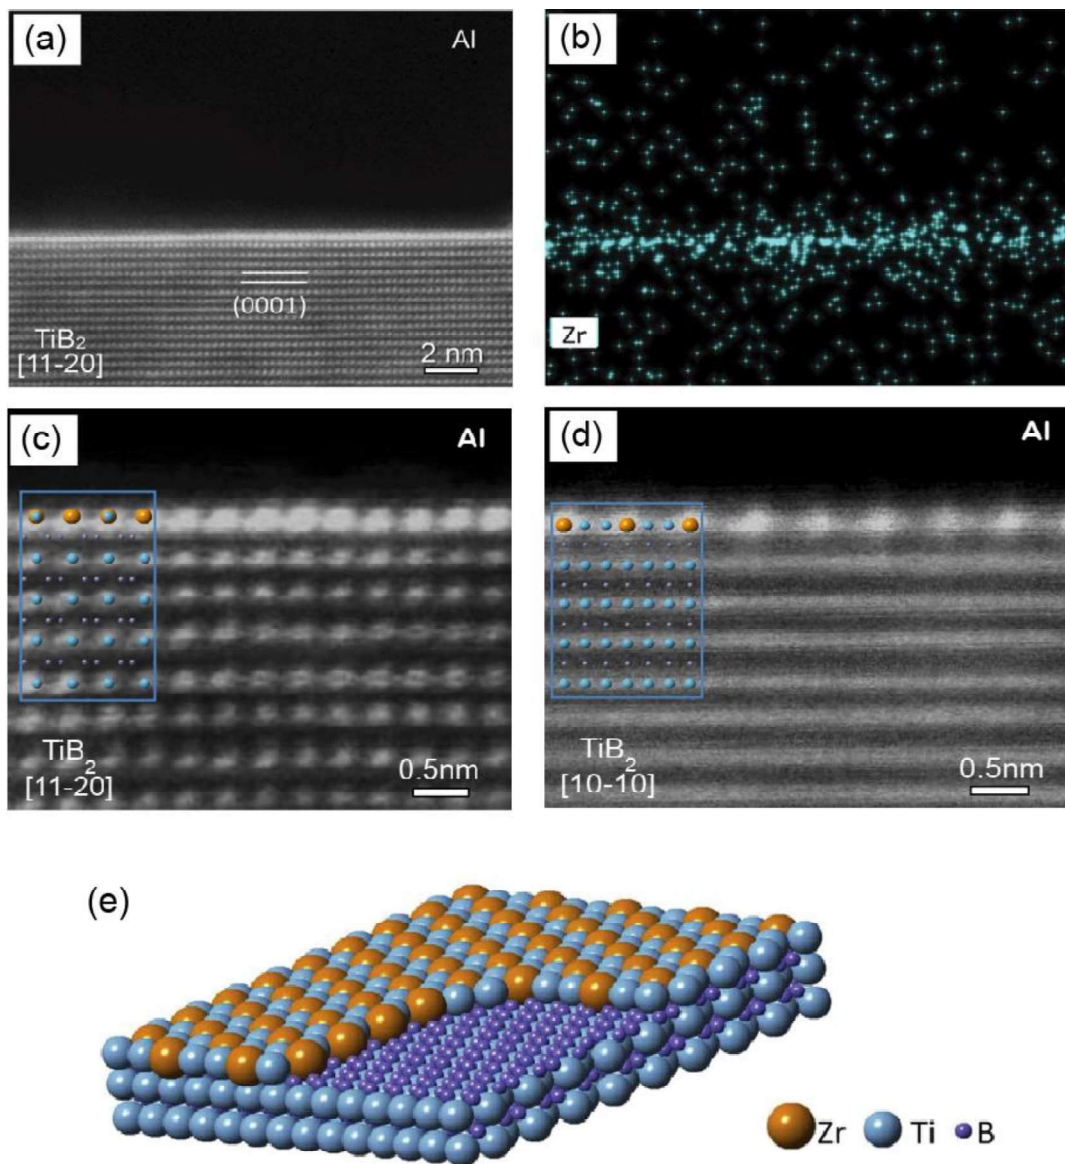 (a)
Al
(0001)
TiB₂
[11-20]
2 nm
(b)
Zr
(c)
Al
TiB₂
[11-20]
0.5nm
(d)
Al
TiB₂
[10-10]
0.5nm
(e)
Zr Ti B